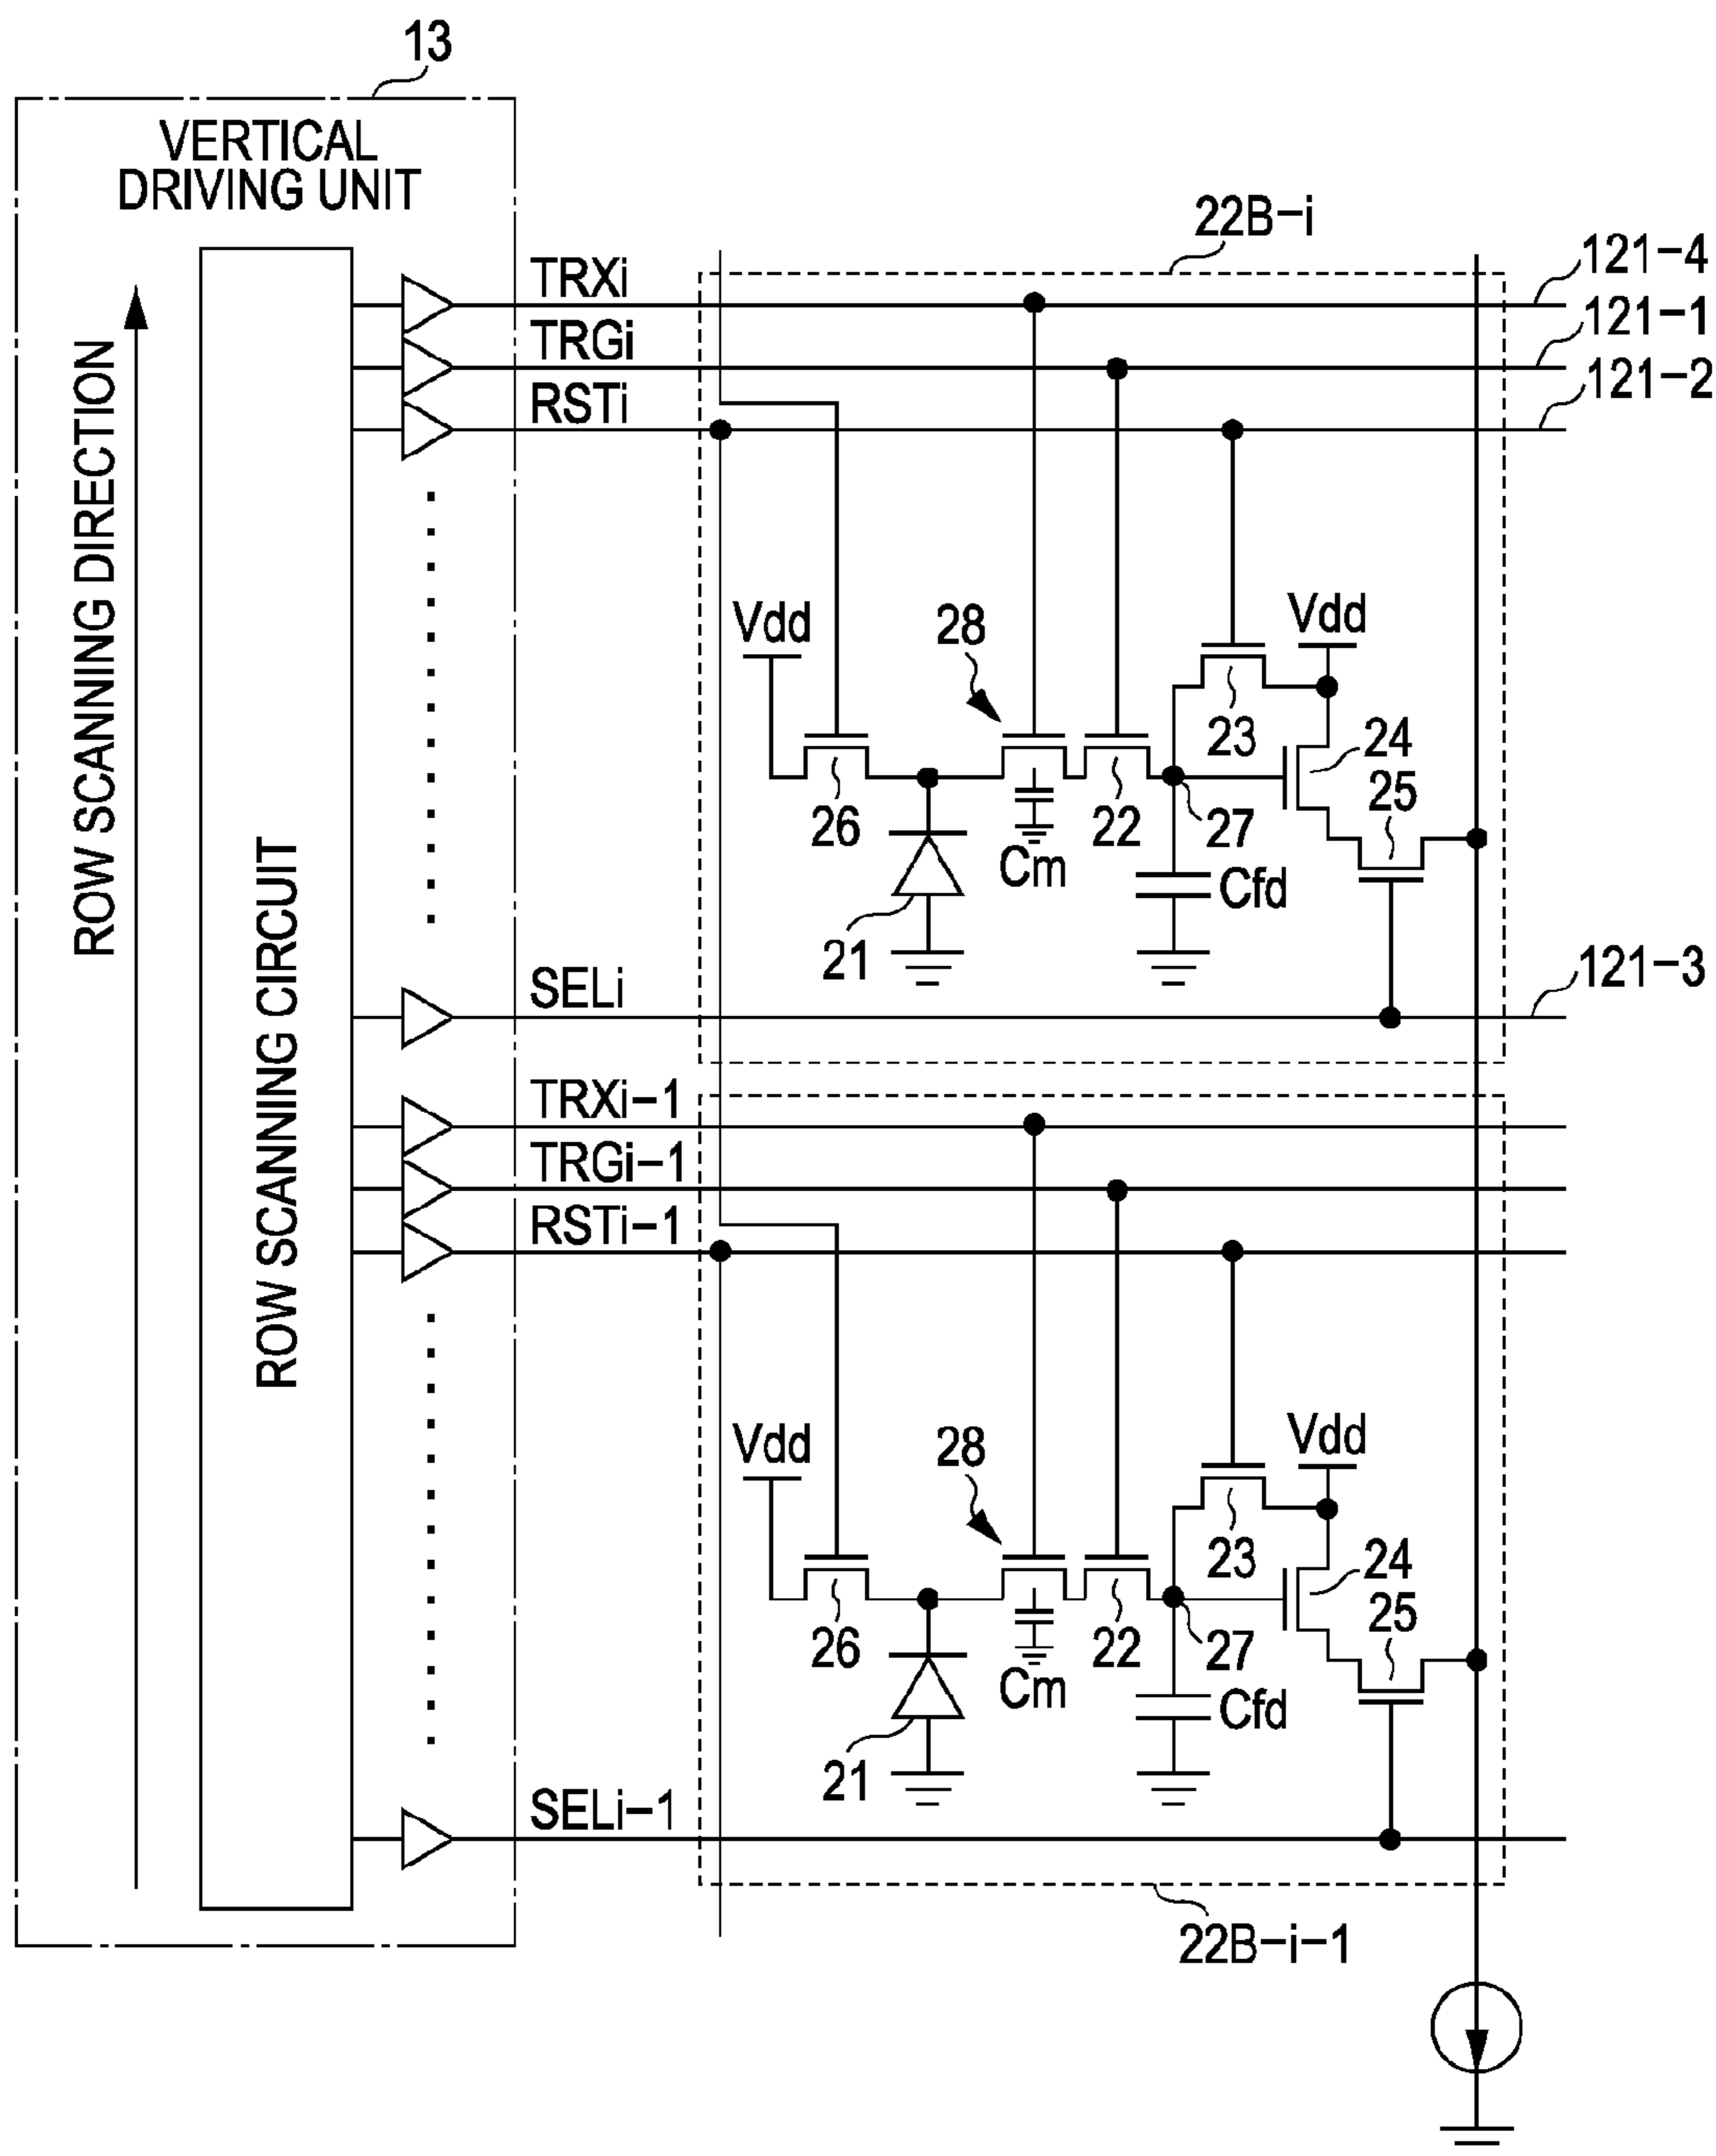 13
VERTICAL
DRIVING UNIT
ROW SCANNING DIRECTION
ROW SCANNING CIRCUIT
22B-i
TRXi
121-4
TRGi
121-1
RSTi
121-2
Vdd
28
Vdd
23
24
26
22
27
25
Cm
Cfd
21
SELi
121-3
TRXi-1
TRGi-1
RSTi-1
Vdd
28
Vdd
23
24
26
22
27
25
Cm
Cfd
21
SELi-1
22B-i-1